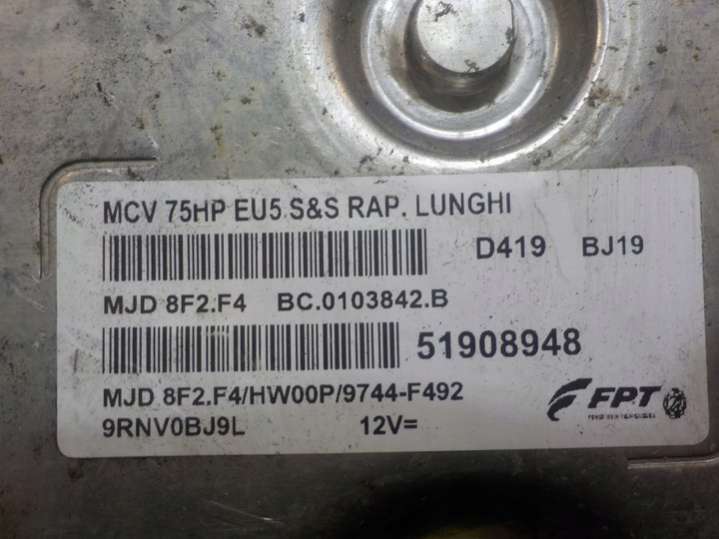 MCV 75HP EU5 S&S RAP. LUNGHI
D419 BJ19
MJD 8F2.F4 BC.0103842.B
51908948
MJD 8F2.F4/HW00P/9744-F492
FPT
9RNV0BJ9L 12V=